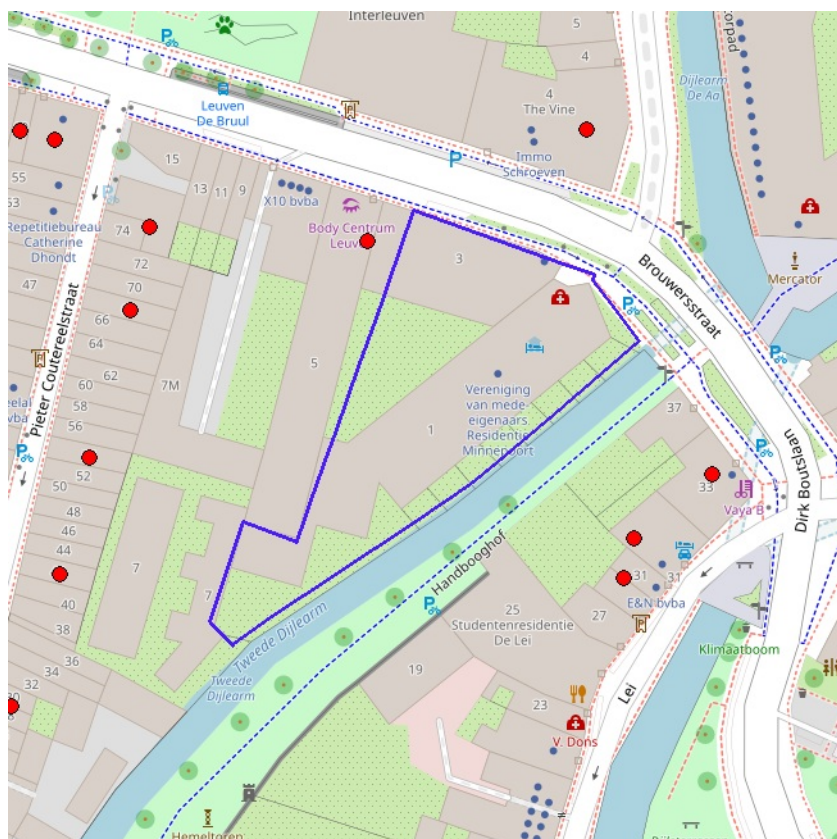 Interleuven
5
4
4
The Vine
Immo
Schroeven
Dijlearm
De Aa
Leuven
De Bruul
P
15
13
11
9
X10 bvba
Body Centrum
Leuv
55
53
Repetitiebureau
Catherine
Dhondt
47
74
72
70
66
64
62
60
58
56
52
50
48
46
44
40
38
36
34
32
30
7M
5
3
1
7
7
Pieter Coutereelstraat
Brouwersstraat
Mercator
Vereniging
van mede-
eigenaars
Residentie
Minnepoort
37
33
Vaya B
Dirk Boutslaan
31
31
E&N bvba
27
25
Studentenresidentie
De Lei
Handbooghof
Tweede Dijlearm
Tweede
Dijlearm
19
23
V. Dons
Lei
Klimaatboom
Hemeltoren